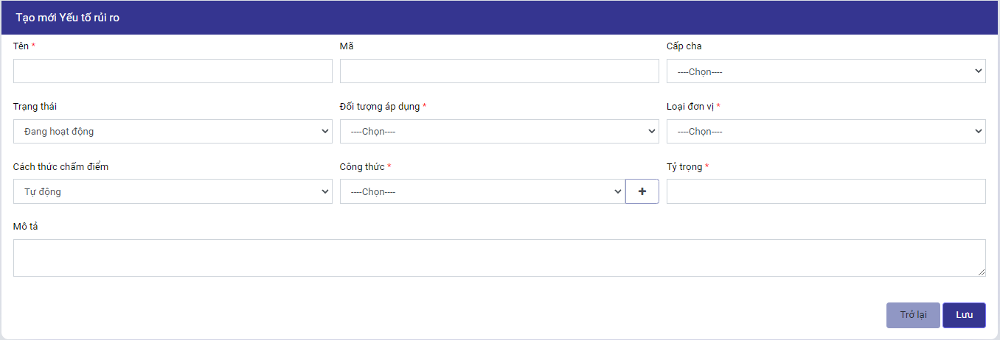 Tạo mới Yếu tố rủi ro
Tên * Mã Cấp cha
----Chọn----
Trạng thái Đối tượng áp dụng * Loại đơn vị *
Đang hoạt động ----Chọn---- ----Chọn----
Cách thức chấm điểm Công thức * Tỷ trọng *
Tự động ----Chọn---- +
Mô tả
Trở lại Lưu